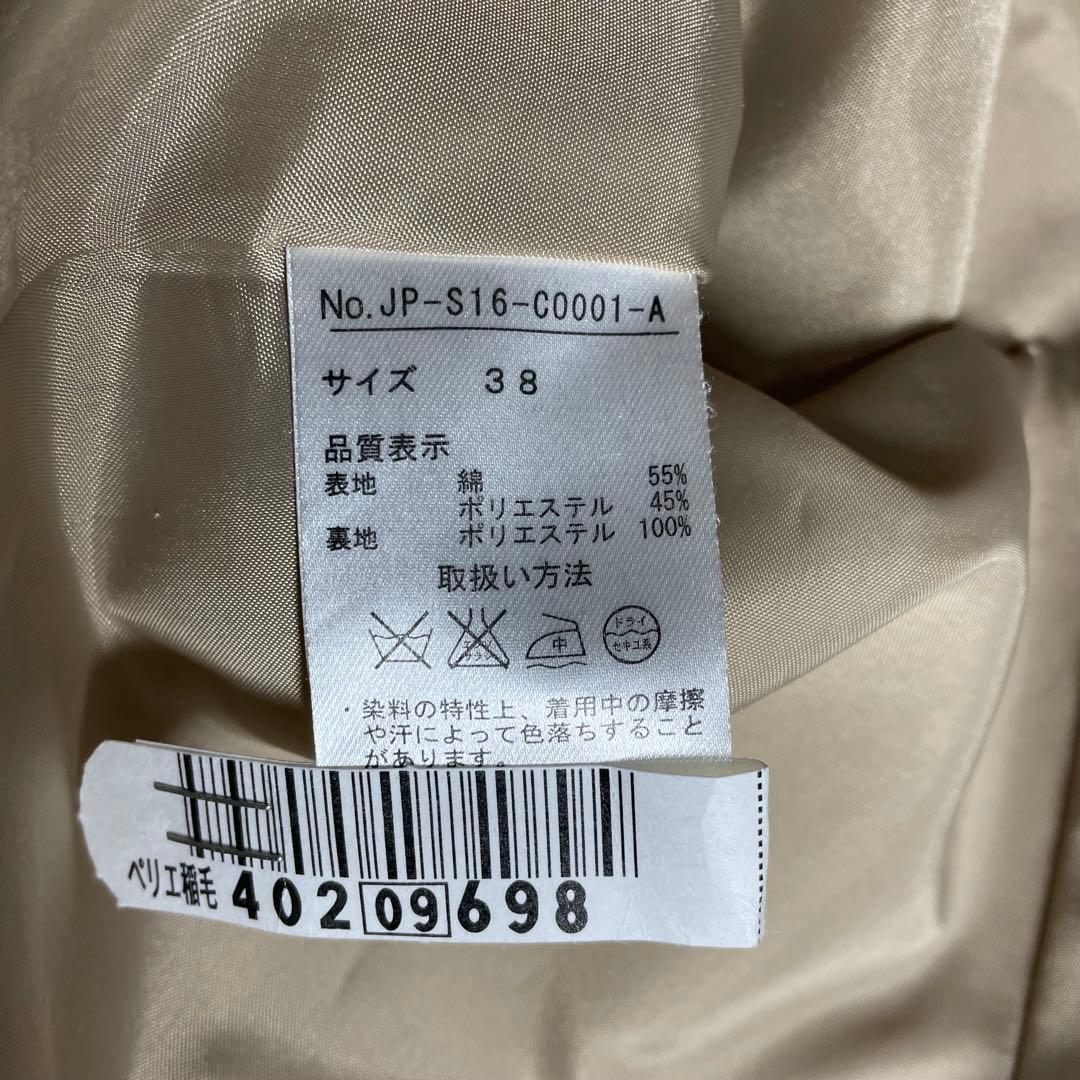 No.JP-S16-C0001-A
サイズ 38
品質表示
表地 綿 55%
ポリエステル 45%
裏地 ポリエステル 100%
取扱い方法
中
ドライ
セキユ系
・染料の特性上、着用中の摩擦
や汗によって色落ちすること
があります。
ペリエ稲毛 40209698